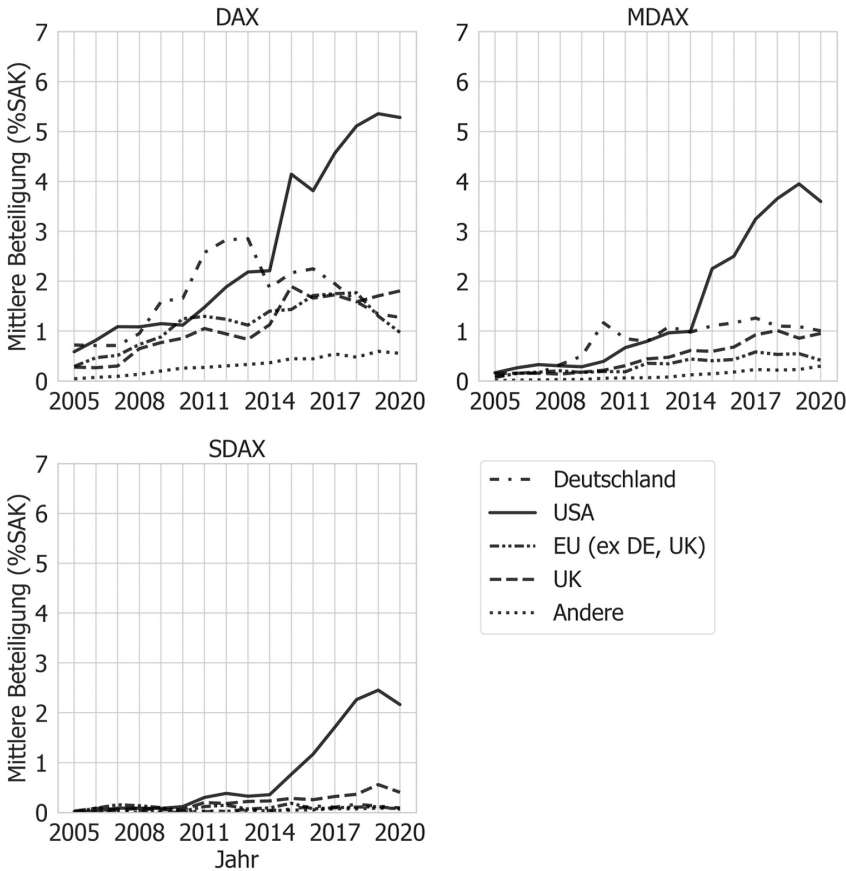 DAX
Mittlere Beteiligung (%SAK)
7
6
5
4
3
2
1
0
2005 2008 2011 2014 2017 2020
MDAX
7
6
5
4
3
2
1
0
2005 2008 2011 2014 2017 2020
SDAX
Mittlere Beteiligung (%SAK)
7
6
5
4
3
2
1
0
2005 2008 2011 2014 2017 2020
Jahr
Deutschland
USA
EU (ex DE, UK)
UK
Andere